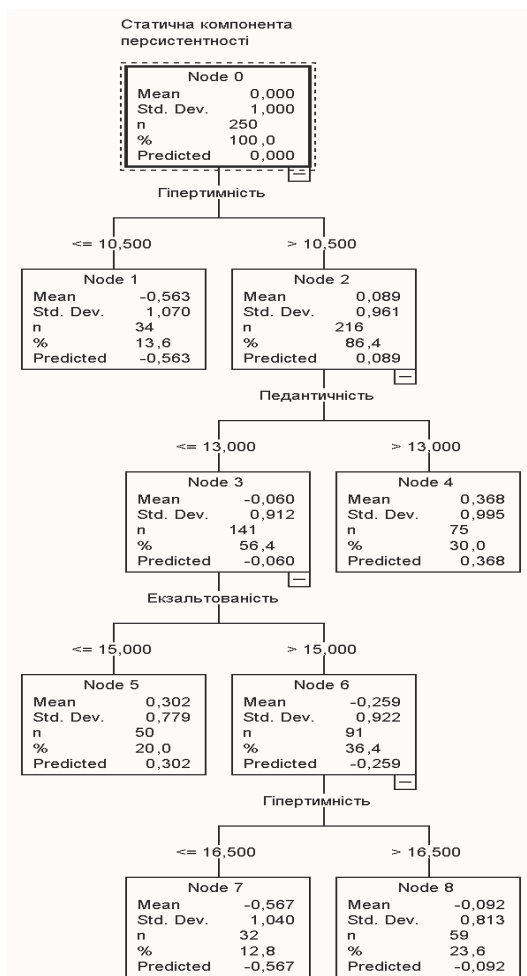 Статична компонента
персистентності
Node 0
Mean 0,000
Std. Dev. 1,000
n 250
% 100,0
Predicted 0,000
Гіпертимність
<= 10,500 > 10,500
Node 1
Mean -0,563
Std. Dev. 1,070
n 34
% 13,6
Predicted -0,563
Node 2
Mean 0,089
Std. Dev. 0,961
n 216
% 86,4
Predicted 0,089
Педантичність
<= 13,000 > 13,000
Node 3
Mean -0,060
Std. Dev. 0,912
n 141
% 56,4
Predicted -0,060
Node 4
Mean 0,368
Std. Dev. 0,995
n 75
% 30,0
Predicted 0,368
Екзальтованість
<= 15,000 > 15,000
Node 5
Mean 0,302
Std. Dev. 0,779
n 50
% 20,0
Predicted 0,302
Node 6
Mean -0,259
Std. Dev. 0,922
n 91
% 36,4
Predicted -0,259
Гіпертимність
<= 16,500 > 16,500
Node 7
Mean -0,567
Std. Dev. 1,040
n 32
% 12,8
Predicted -0,567
Node 8
Mean -0,092
Std. Dev. 0,813
n 59
% 23,6
Predicted -0,092